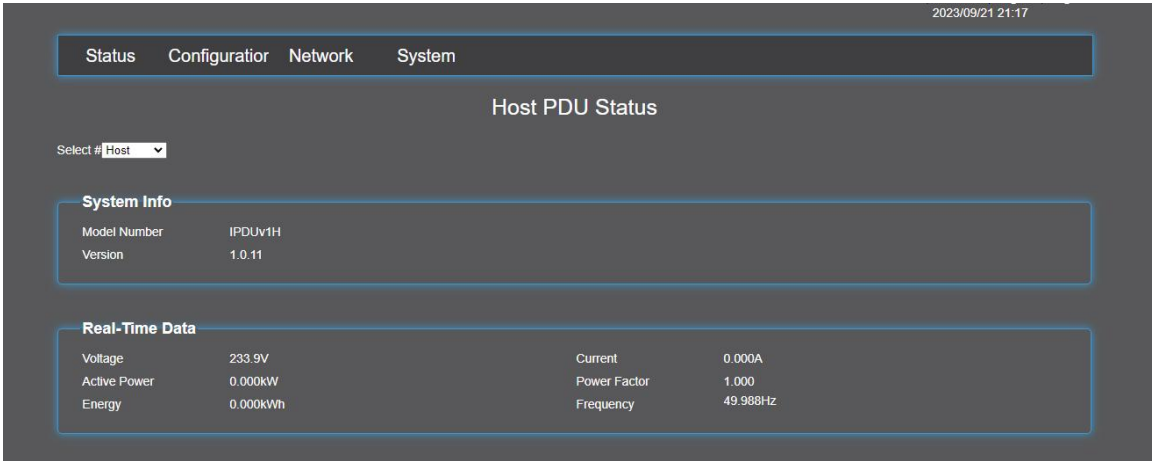 2023/09/21 21:17
Status Configuratior Network System
Host PDU Status
Select # Host
System Info
Model Number IPDUv1H
Version 1.0.11
Real-Time Data
Voltage 233.9V Current 0.000A
Active Power 0.000kW Power Factor 1.000
Energy 0.000kWh Frequency 49.988Hz